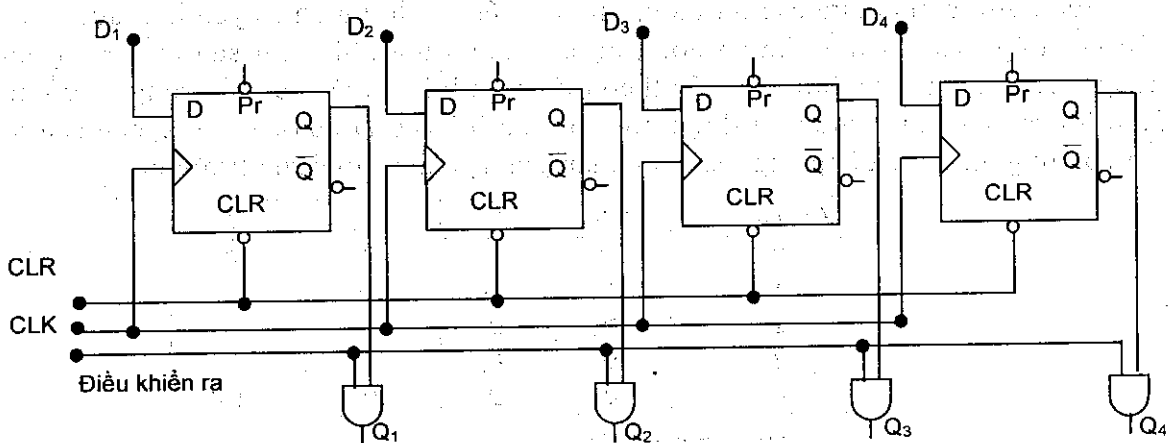 D1 D2 D3 D4
D Pr Q Q̅ CLR
D Pr Q Q̅ CLR
D Pr Q Q̅ CLR
D Pr Q Q̅ CLR
CLR
CLK
Điều khiển ra
Q1 Q2 Q3 Q4